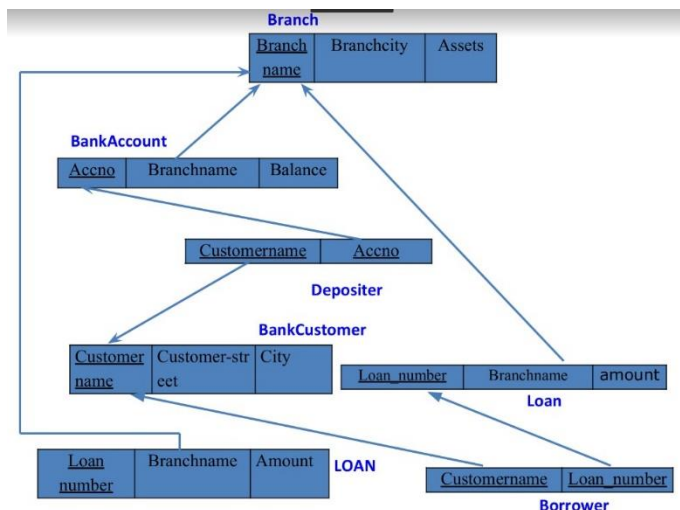 Branch
Branch Branchcity Assets
name
BankAccount
Accno Branchname Balance
Customername Accno
Depositer
BankCustomer
Customer Customer-str City
name eet
Loan_number Branchname amount
Loan
Loan Branchname Amount LOAN
number
Customername Loan_number
Borrower